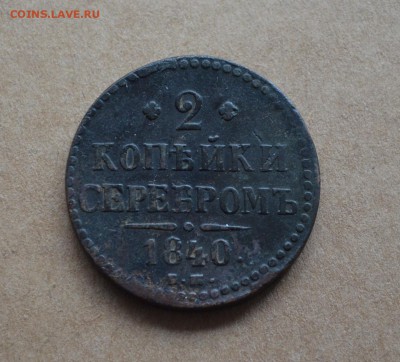 COINS.LAVE.RU
2
КОПѢЙКИ
СЕРЕБРОМЪ
1840